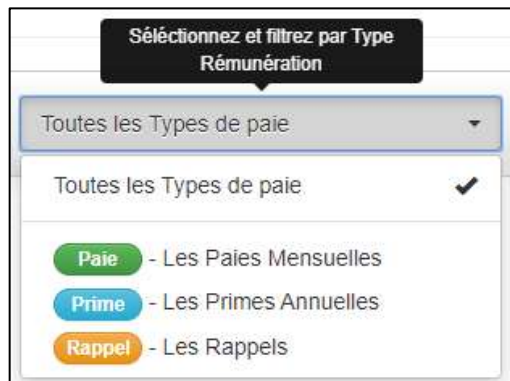 Séléctionnez et filtrez par Type
Rémunération
Toutes les Types de paie
Toutes les Types de paie
Paie - Les Paies Mensuelles
Prime - Les Primes Annuelles
Rappel - Les Rappels